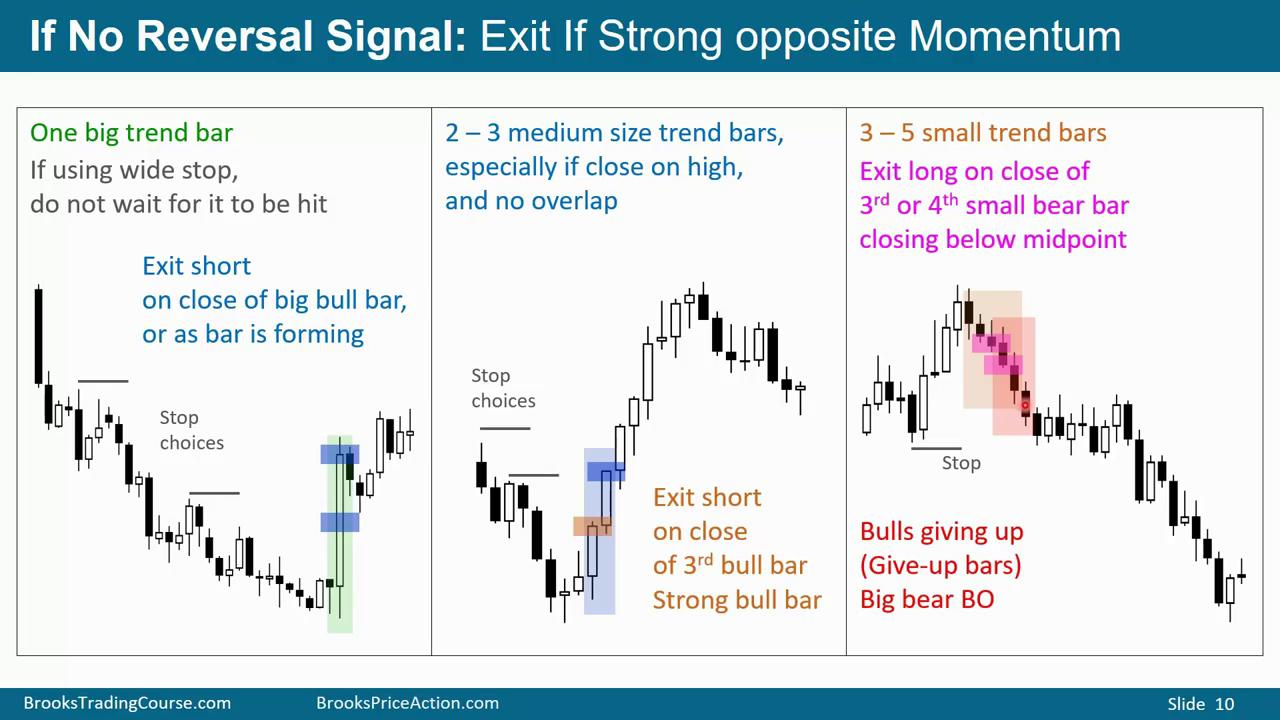 If No Reversal Signal: Exit If Strong opposite Momentum
One big trend bar
If using wide stop,
do not wait for it to be hit
Exit short
on close of big bull bar,
or as bar is forming
Stop
choices
2 – 3 medium size trend bars,
especially if close on high,
and no overlap
Stop
choices
Exit short
on close
of 3rd bull bar
Strong bull bar
3 – 5 small trend bars
Exit long on close of
3rd or 4th small bear bar
closing below midpoint
Stop
Bulls giving up
(Give-up bars)
Big bear BO
BrooksTradingCourse.com
BrooksPriceAction.com
Slide 10